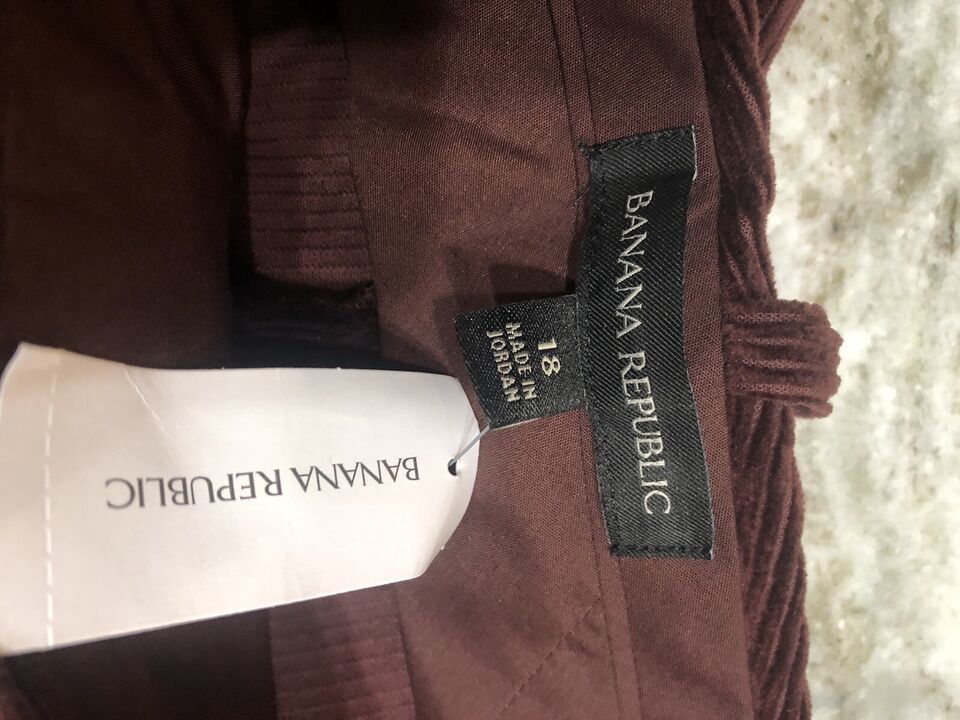 BANANA REPUBLIC
18
MADE IN
JORDAN
BANANA REPUBLIC